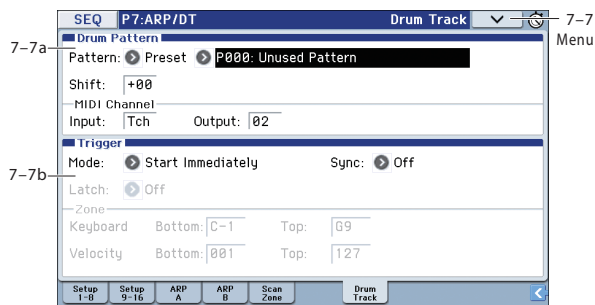 SEQ P7:ARP/DT Drum Track
7–7
Menu
Drum Pattern
7–7a
Pattern: Preset P000: Unused Pattern
Shift: +00
MIDI Channel
Input: Tch Output: 02
Trigger
7–7b
Mode: Start Immediately Sync: Off
Latch: Off
Zone
Keyboard Bottom: C-1 Top: G9
Velocity Bottom: 001 Top: 127
Setup 1-8 Setup 9-16 ARP A ARP B Scan Zone Drum Track